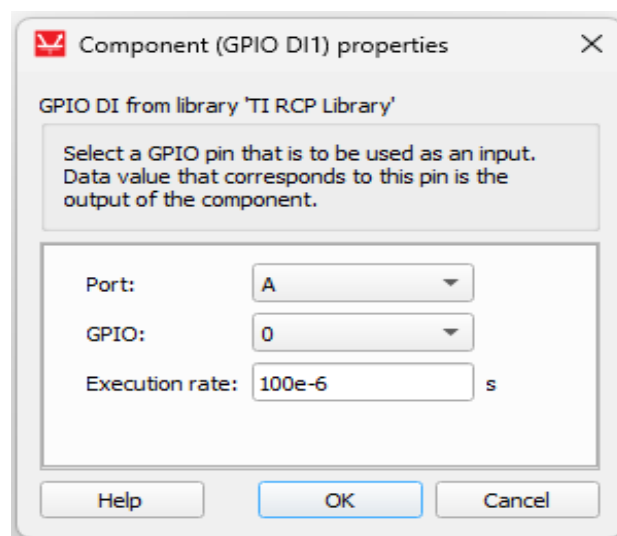 Component (GPIO DI1) properties
GPIO DI from library 'TI RCP Library'
Select a GPIO pin that is to be used as an input.
Data value that corresponds to this pin is the
output of the component.
Port: A
GPIO: 0
Execution rate: 100e-6 s
Help OK Cancel